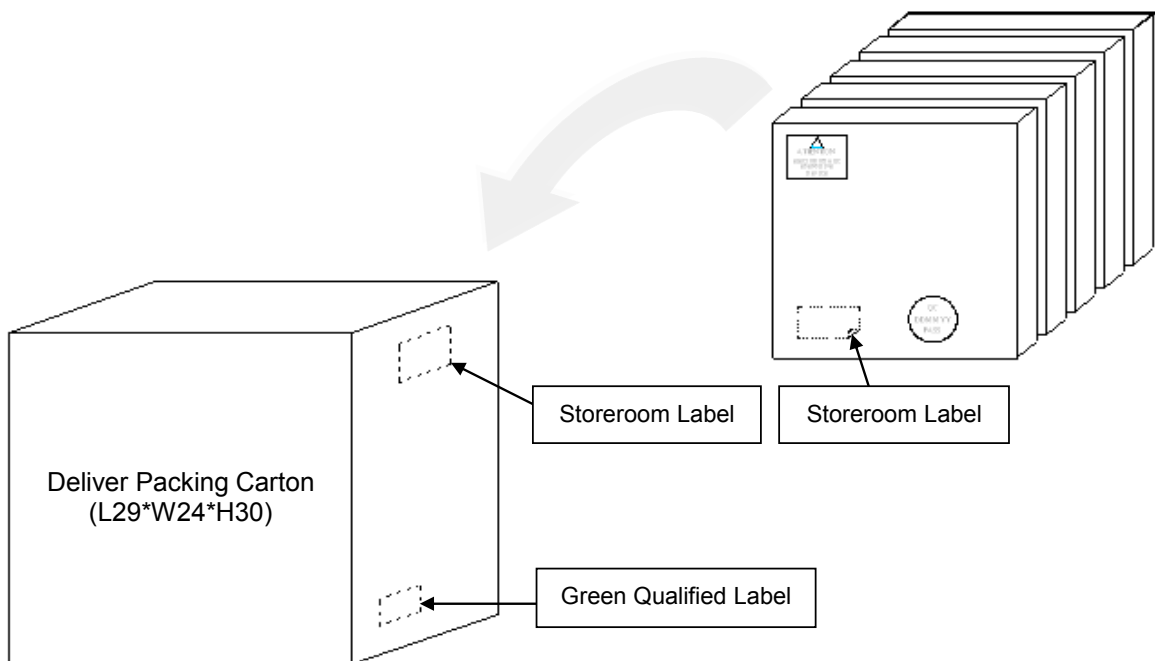 ATTENTION
QC
PASS
Storeroom Label
Storeroom Label
Deliver Packing Carton
(L29*W24*H30)
Green Qualified Label